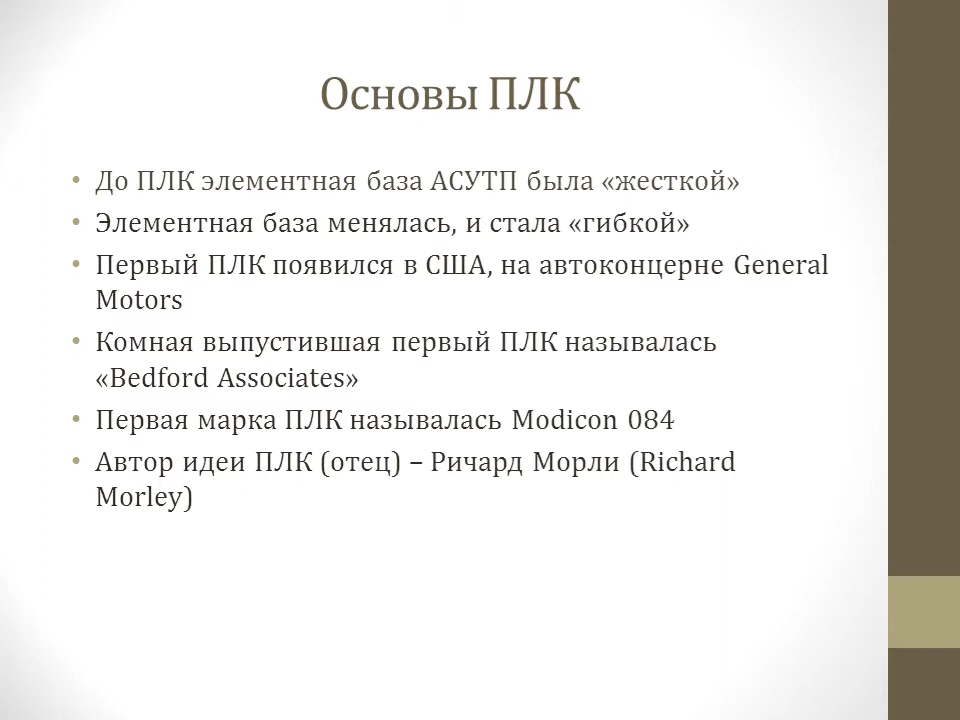 Основы ПЛК
• До ПЛК элементная база АСУТП была «жесткой»
• Элементная база менялась, и стала «гибкой»
• Первый ПЛК появился в США, на автоконцерне General
Motors
• Комная выпустившая первый ПЛК называлась
«Bedford Associates»
• Первая марка ПЛК называлась Modicon 084
• Автор идеи ПЛК (отец) – Ричард Морли (Richard
Morley)